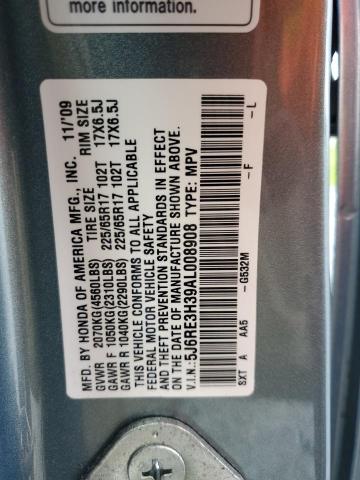 more information.
MFD. BY HONDA OF AMERICA MFG., INC. 11/'09
TIRE SIZE RIM SIZE
GVWR 2070KG(4560LBS)
GAWR F 1050KG(2310LBS) 225/65R17 102T 17X6.5J
GAWR R 1040KG(2290LBS) 225/65R17 102T 17X6.5J
THIS VEHICLE CONFORMS TO ALL APPLICABLE
FEDERAL MOTOR VEHICLE SAFETY
AND THEFT PREVENTION STANDARDS IN EFFECT
ON THE DATE OF MANUFACTURE SHOWN ABOVE.
V.I.N.: 5J6RE3H39AL008908 TYPE: MPV
-G532M -F -L
SXT A AA5